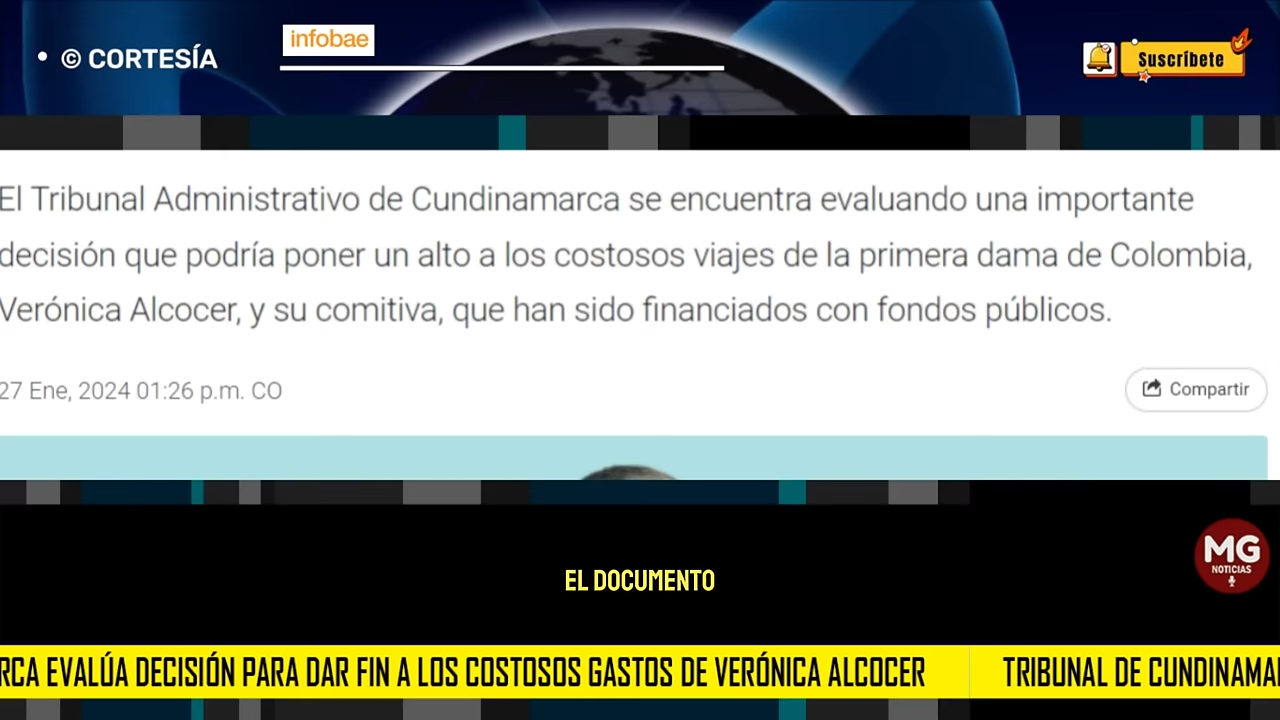 • © CORTESÍA
infobae
Suscríbete
El Tribunal Administrativo de Cundinamarca se encuentra evaluando una importante
decisión que podría poner un alto a los costosos viajes de la primera dama de Colombia,
Verónica Alcocer, y su comitiva, que han sido financiados con fondos públicos.
27 Ene, 2024 01:26 p.m. CO
Compartir
MG
NOTICIAS
EL DOCUMENTO
RCA EVALÚA DECISIÓN PARA DAR FIN A LOS COSTOSOS GASTOS DE VERÓNICA ALCOCER
TRIBUNAL DE CUNDINAMA